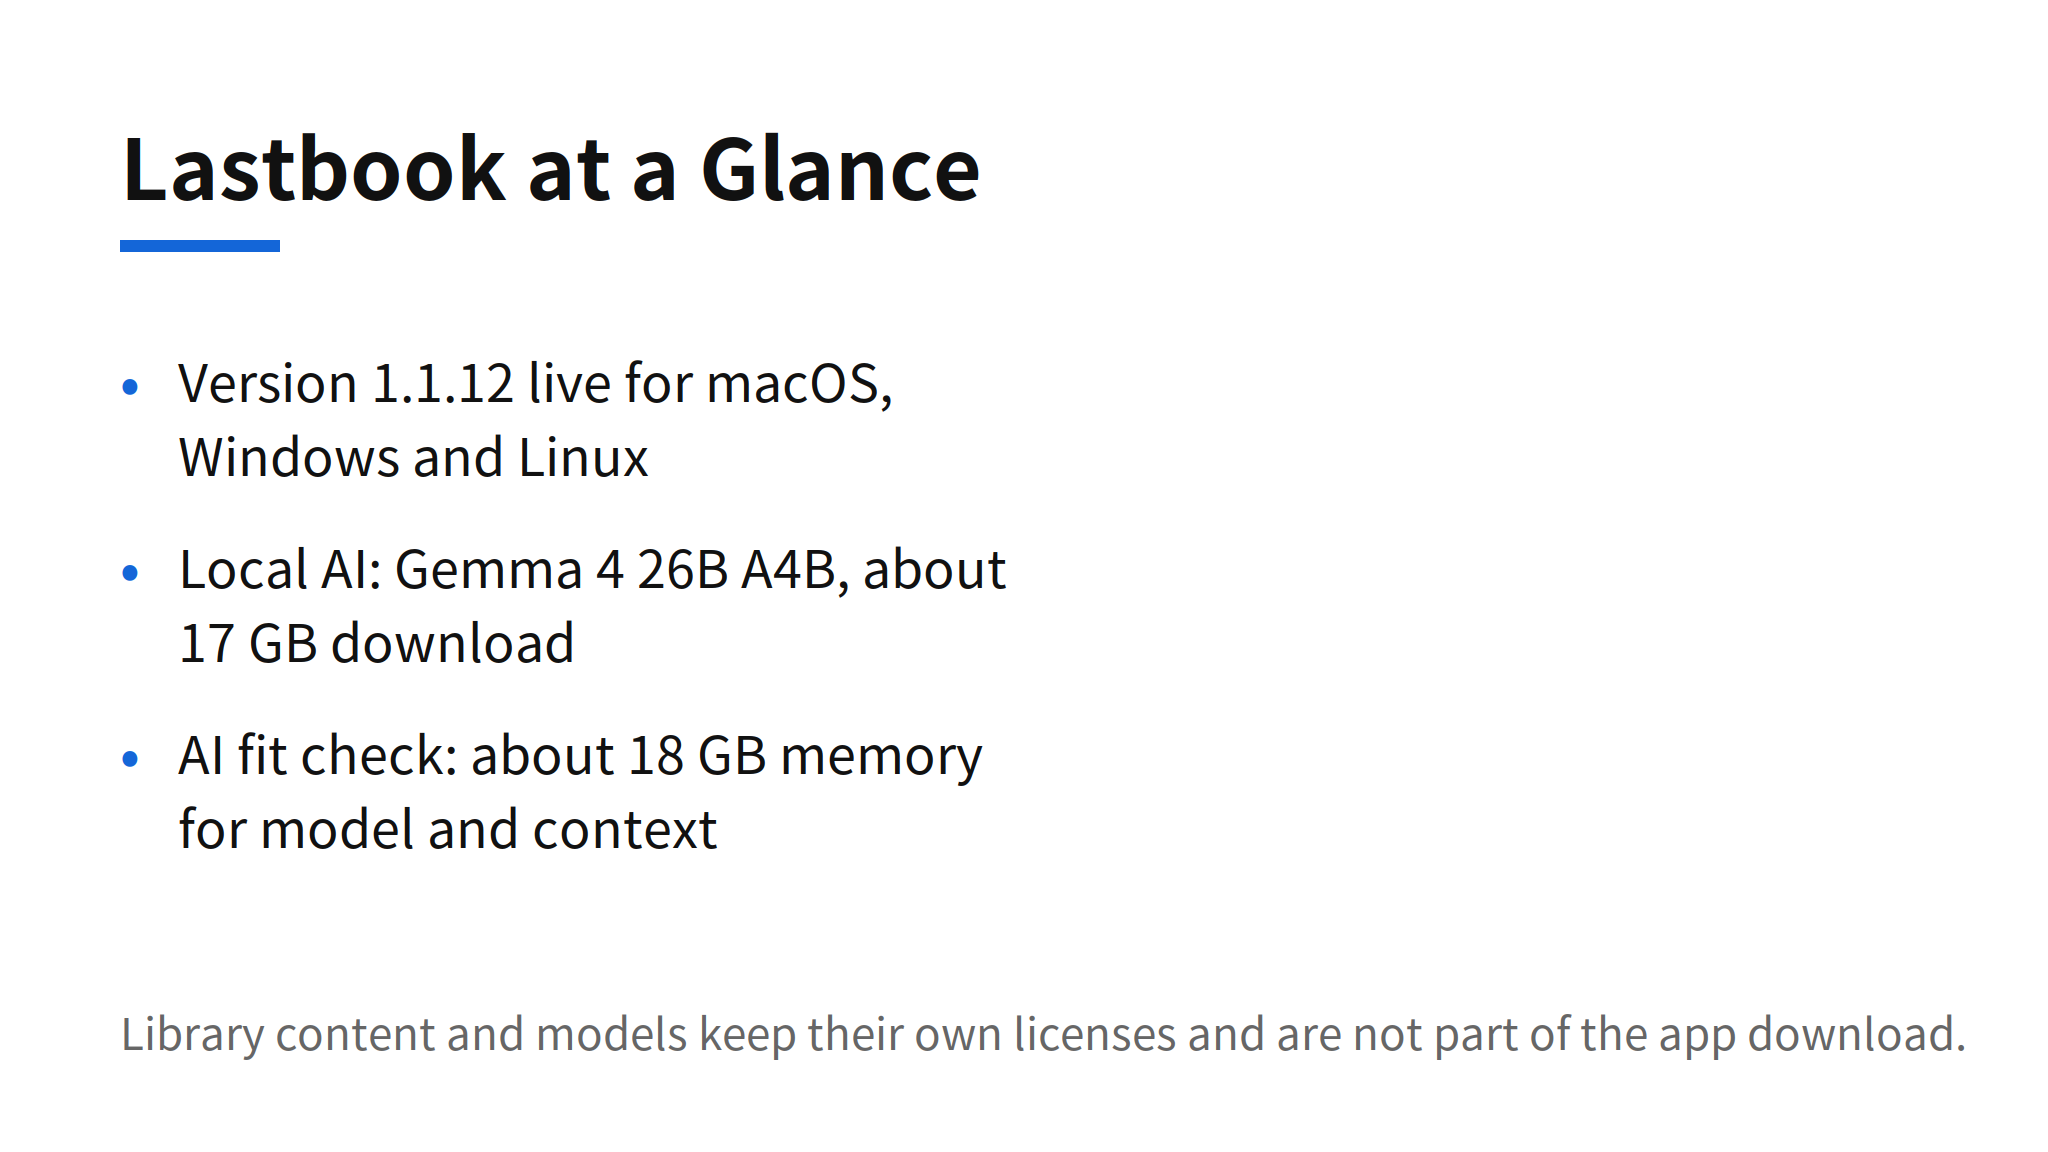 Lastbook at a Glance
• Version 1.1.12 live for macOS,
Windows and Linux
• Local AI: Gemma 4 26B A4B, about
17 GB download
• AI fit check: about 18 GB memory
for model and context
Library content and models keep their own licenses and are not part of the app download.